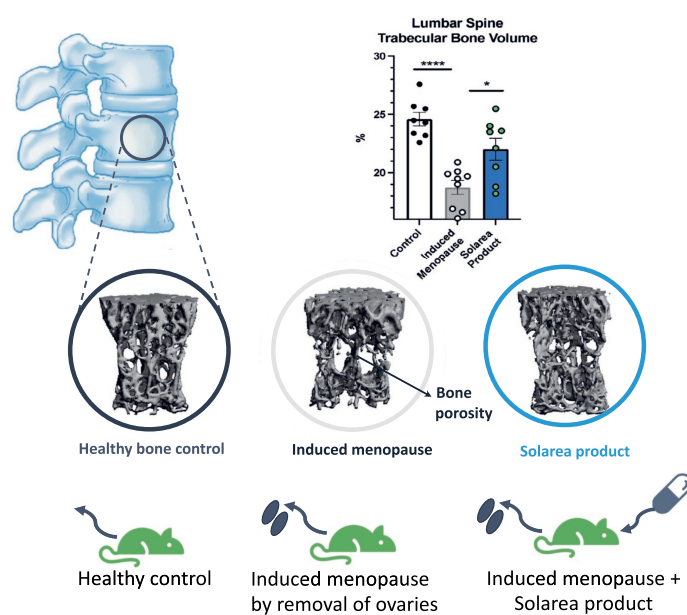 Lumbar Spine
Trabecular Bone Volume
30
25
20
%
****
*
Control
Induced
Menopause
Solarea
Product
Bone
porosity
Healthy bone control
Induced menopause
Solarea product
Healthy control
Induced menopause
by removal of ovaries
Induced menopause +
Solarea product